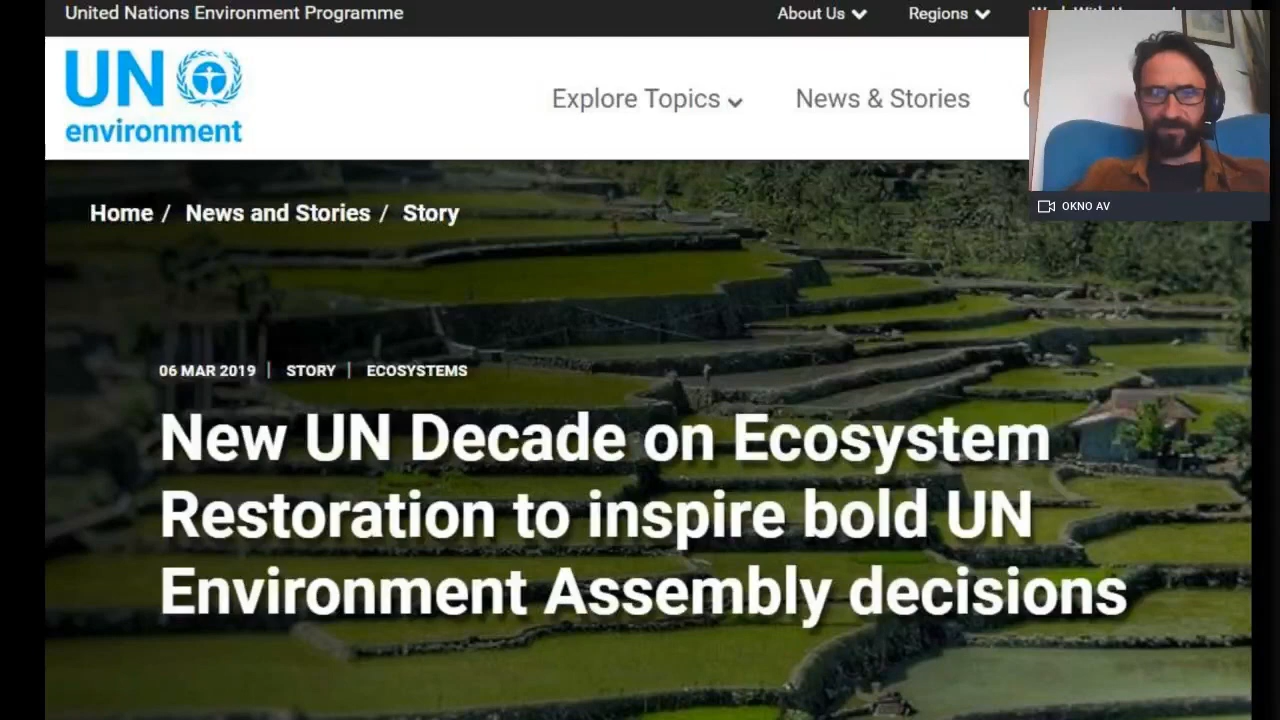 United Nations Environment Programme
About Us
Regions
UN
environment
Explore Topics
News & Stories
OKNO AV
Home / News and Stories / Story
06 MAR 2019 | STORY | ECOSYSTEMS
New UN Decade on Ecosystem
Restoration to inspire bold UN
Environment Assembly decisions